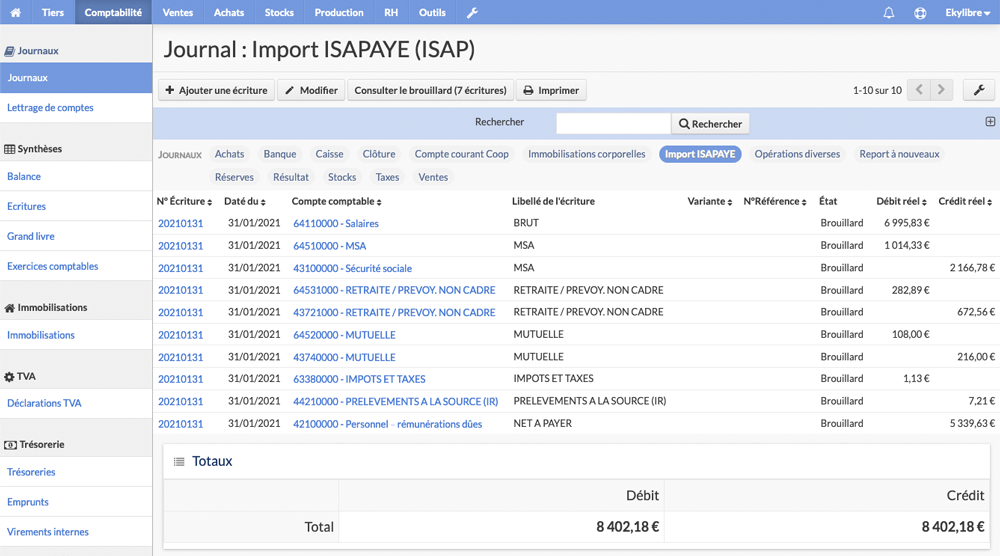 Tiers Comptabilité Ventes Achats Stocks Production RH Outils Ekylibre
Journaux
Journaux
Lettrage de comptes
Synthèses
Balance
Ecritures
Grand livre
Exercices comptables
Immobilisations
Immobilisations
TVA
Déclarations TVA
Trésorerie
Trésoreries
Emprunts
Virements internes
Journal : Import ISAPAYE (ISAP)
Ajouter une écriture Modifier Consulter le brouillard (7 écritures) Imprimer 1-10 sur 10
Rechercher Rechercher
JOURNAUX Achats Banque Caisse Clôture Compte courant Coop Immobilisations corporelles Import ISAPAYE Opérations diverses Report à nouveaux
Réserves Résultat Stocks Taxes Ventes
N° Écriture Daté du Compte comptable Libellé de l'écriture Variante N°Référence État Débit réel Crédit réel
20210131 31/01/2021 64110000 - Salaires BRUT Brouillard 6 995,83 €
20210131 31/01/2021 64510000 - MSA MSA Brouillard 1 014,33 €
20210131 31/01/2021 43100000 - Sécurité sociale MSA Brouillard 2 166,78 €
20210131 31/01/2021 64531000 - RETRAITE / PREVOY. NON CADRE RETRAITE / PREVOY. NON CADRE Brouillard 282,89 €
20210131 31/01/2021 43721000 - RETRAITE / PREVOY. NON CADRE RETRAITE / PREVOY. NON CADRE Brouillard 672,56 €
20210131 31/01/2021 64520000 - MUTUELLE MUTUELLE Brouillard 108,00 €
20210131 31/01/2021 43740000 - MUTUELLE MUTUELLE Brouillard 216,00 €
20210131 31/01/2021 63380000 - IMPOTS ET TAXES IMPOTS ET TAXES Brouillard 1,13 €
20210131 31/01/2021 44210000 - PRELEVEMENTS A LA SOURCE (IR) PRELEVEMENTS A LA SOURCE (IR) Brouillard 7,21 €
20210131 31/01/2021 42100000 - Personnel - rémunérations dûes NET A PAYER Brouillard 5 339,63 €
Totaux
Débit Crédit
Total 8 402,18 € 8 402,18 €